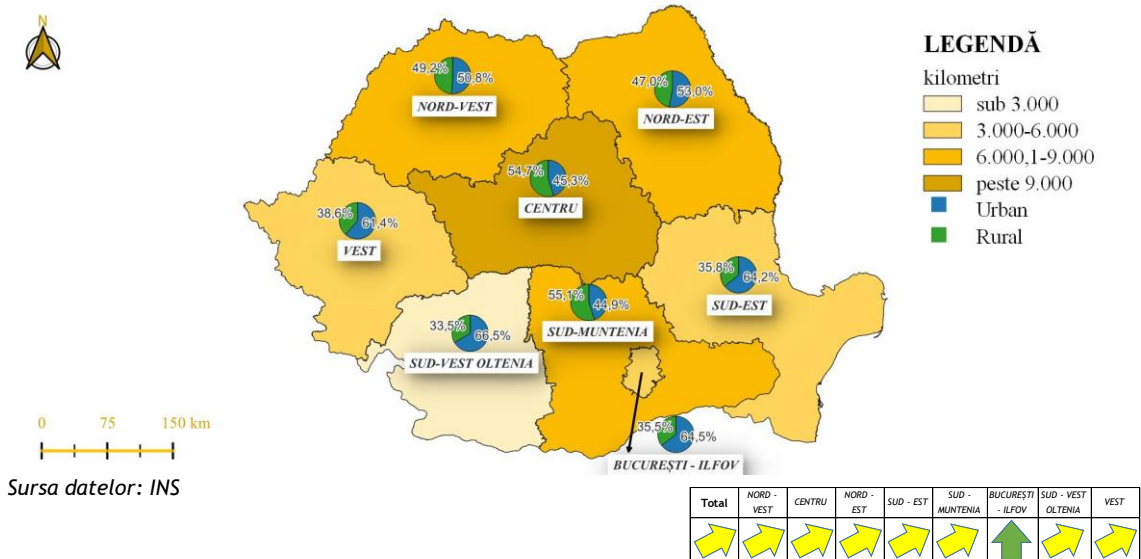 N
LEGENDĂ
kilometri
sub 3.000
3.000-6.000
6.000,1-9.000
peste 9.000
Urban
Rural
49,2% 50,8%
NORD-VEST
47,0% 53,0%
NORD-EST
54,7% 45,3%
CENTRU
38,6% 61,4%
VEST
35,8% 64,2%
SUD-EST
55,1% 44,9%
SUD-MUNTENIA
33,5% 66,5%
SUD-VEST OLTENIA
35,5% 64,5%
BUCUREȘTI - ILFOV
0 75 150 km
Sursa datelor: INS
Total
NORD -
VEST
CENTRU
NORD -
EST
SUD - EST
SUD -
MUNTENIA
BUCUREȘTI
- ILFOV
SUD - VEST
OLTENIA
VEST